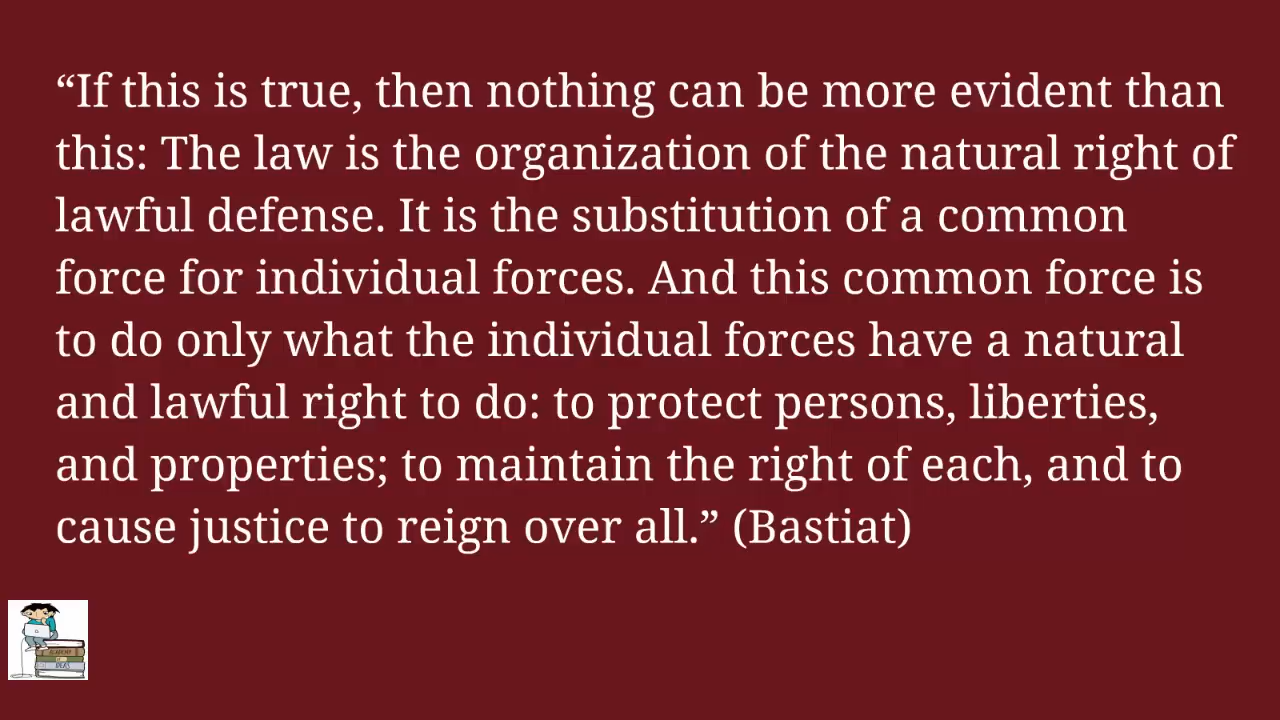 “If this is true, then nothing can be more evident than
this: The law is the organization of the natural right of
lawful defense. It is the substitution of a common
force for individual forces. And this common force is
to do only what the individual forces have a natural
and lawful right to do: to protect persons, liberties,
and properties; to maintain the right of each, and to
cause justice to reign over all.” (Bastiat)
ACADEMY
OF
IDEAS